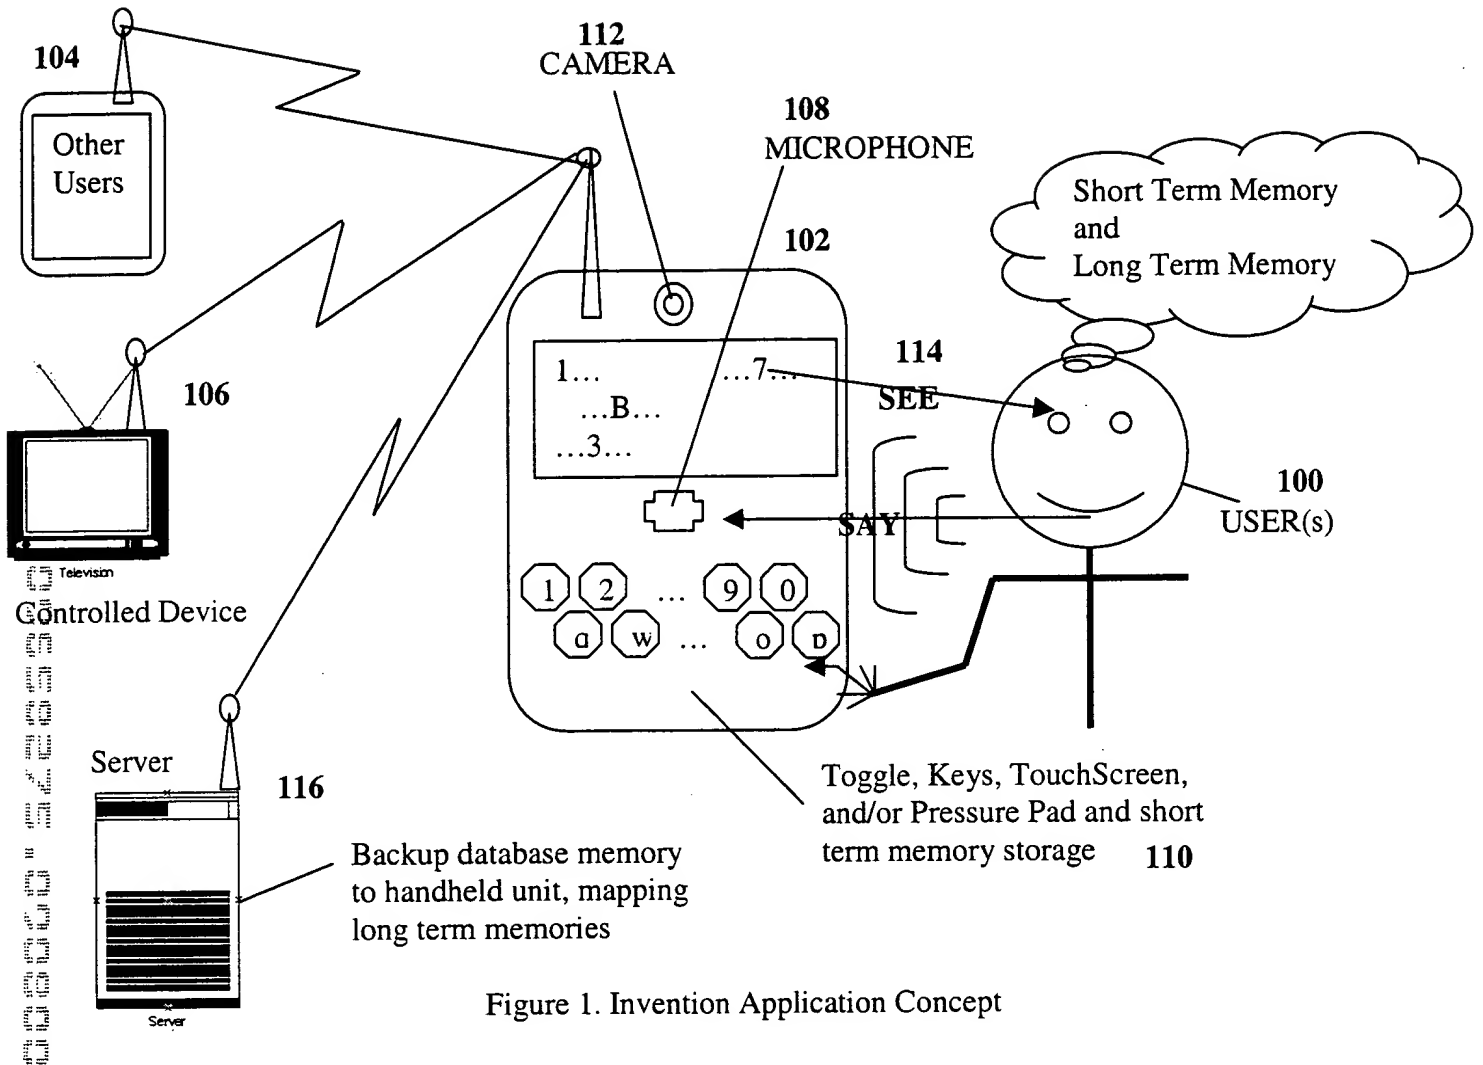 104
Other
Users
112
CAMERA
108
MICROPHONE
102
Short Term Memory
and
Long Term Memory
114
SEE
1...
...7...
...B...
...3...
106
100
USER(s)
SAY
Television
Controlled Device
1 2 ... 9 0
a w ... o p
Server
116
Toggle, Keys, TouchScreen,
and/or Pressure Pad and short
term memory storage 110
Backup database memory
to handheld unit, mapping
long term memories
Server
Figure 1. Invention Application Concept